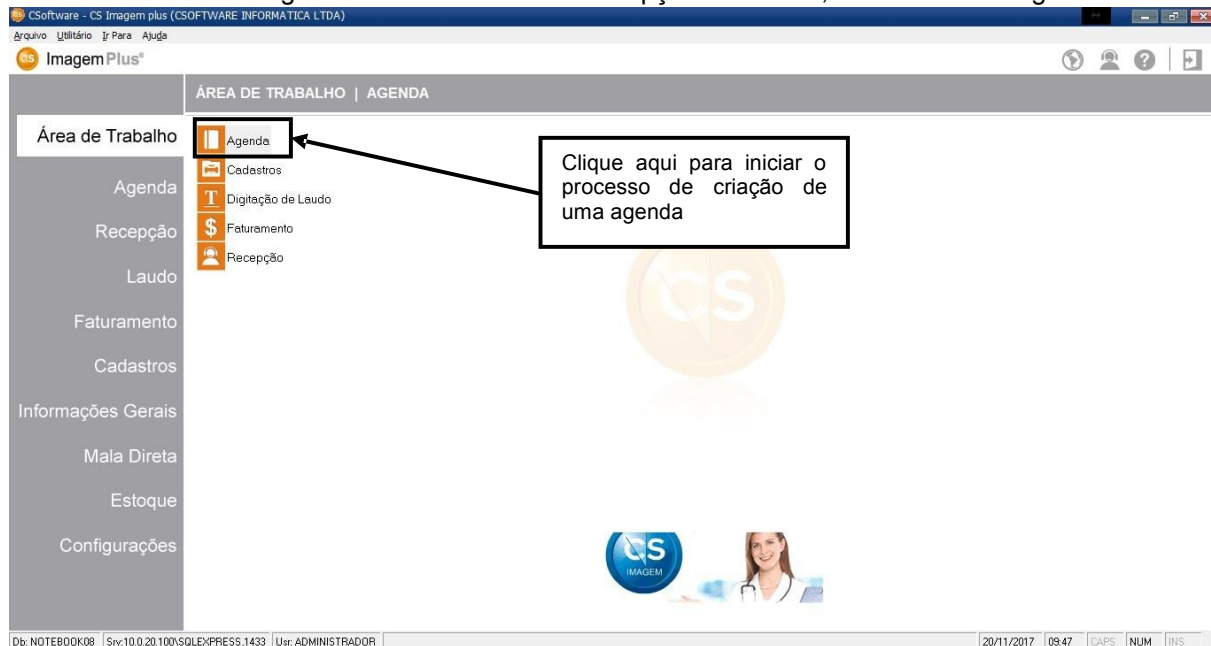 CSoftware - CS Imagem plus (CSOFTWARE INFORMATICA LTDA)
Arquivo Utilitário Ir Para Ajuda
CS ImagemPlus®
ÁREA DE TRABALHO | AGENDA
Área de Trabalho
Agenda
Recepção
Laudo
Faturamento
Cadastros
Informações Gerais
Mala Direta
Estoque
Configurações
Agenda
Cadastros
Digitação de Laudo
Faturamento
Recepção
Clique aqui para iniciar o
processo de criação de
uma agenda
CS
CS
IMAGEM
Db: NOTEBOOK08 Srv:10.0.20.100\SQLEXPRESS.1433 Usr: ADMINISTRADOR 20/11/2017 09:47 CAPS NUM INS